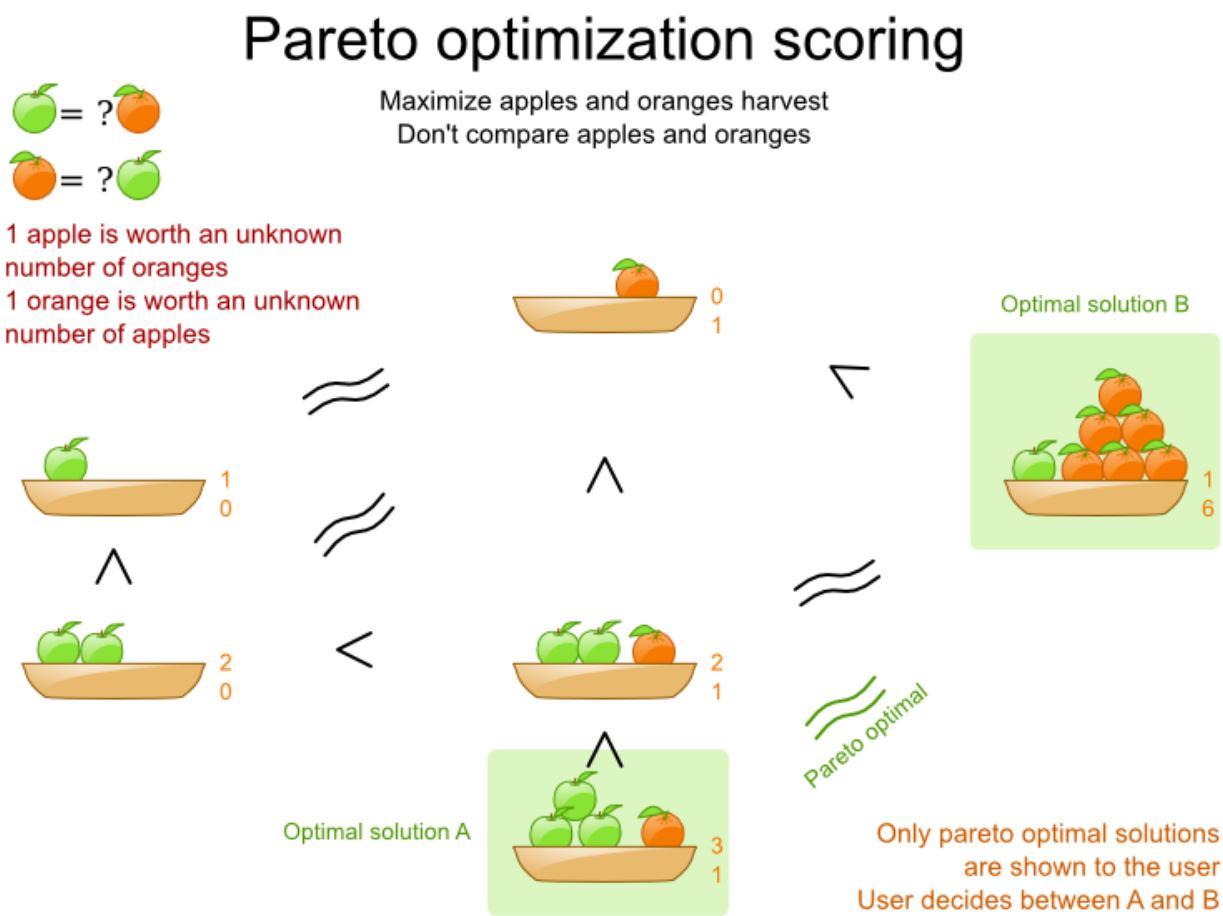 Pareto optimization scoring
Maximize apples and oranges harvest
Don't compare apples and oranges
= ?
= ?
1 apple is worth an unknown
number of oranges
1 orange is worth an unknown
number of apples
0
1
Optimal solution B
1
0
1
6
2
0
2
1
Pareto optimal
Optimal solution A
3
1
Only pareto optimal solutions
are shown to the user
User decides between A and B